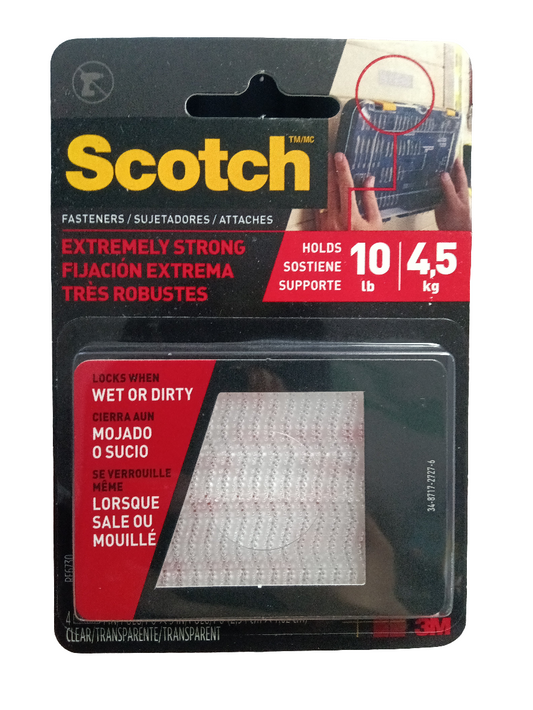 Scotch TM/MC
FASTENERS / SUJETADORES / ATTACHES
EXTREMELY STRONG
FIJACIÓN EXTREMA
TRÈS ROBUSTES
HOLDS
SOSTIENE
SUPPORTE
10 lb
4,5 kg
LOCKS WHEN
WET OR DIRTY
CIERRA AUN
MOJADO
O SUCIO
SE VERROUILLE
MÊME
LORSQUE
SALE OU
MOUILLÉ
34-8717-2727-6
RF6730
CLEAR/TRANSPARENTE/TRANSPARENT
3M